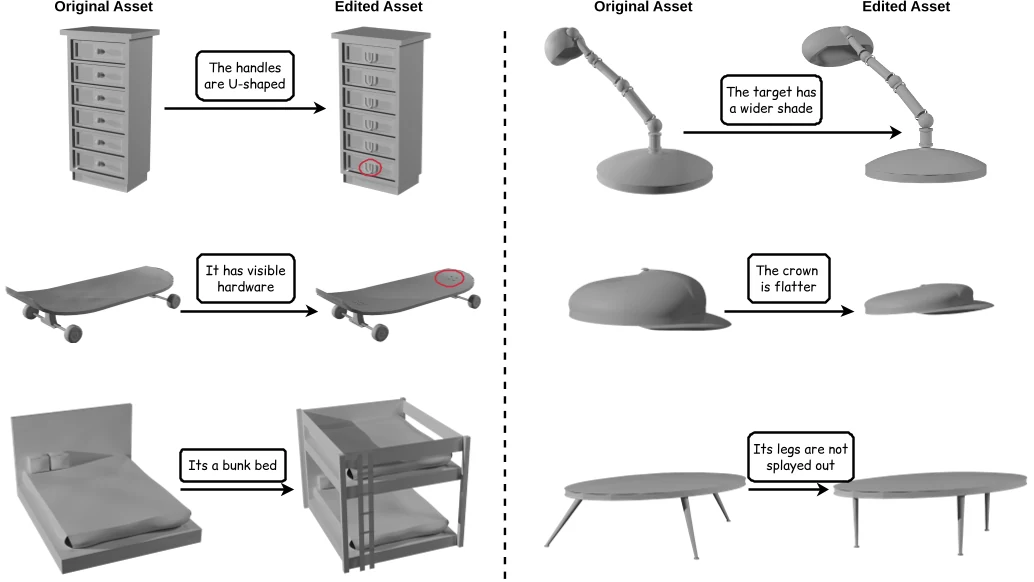 Original Asset
Edited Asset
The handles
are U-shaped
It has visible
hardware
Its a bunk bed
Original Asset
Edited Asset
The target has
a wider shade
The crown
is flatter
Its legs are not
splayed out